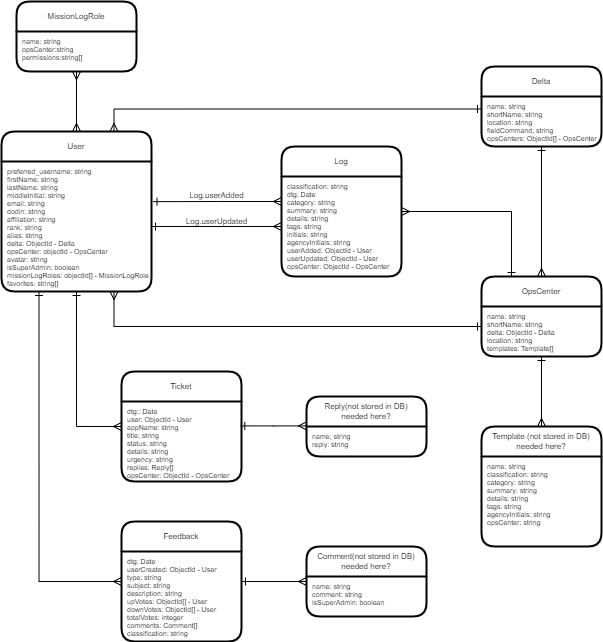 MissionLogRole
name: string
opsCenter:string
permissions:string[]
Delta
name: string
shortName: string
location; string
fieldCommand; string
opsCenters: ObjectId[] - OpsCenter
User
preferred_username: string
firstName; string
lastName: string
middleInitial: string
email: string
dodin: string
affiliation: string
rank: string
alias: string
delta: ObjectId - Delta
opsCenter: objectId - OpsCenter
avatar: string
isSuperAdmin: boolean
missionLogRoles: objectId[] - MissionLogRole
favorites: string[]
Log.userAdded
Log.userUpdated
Log
classification: string
dtg: Date
category: string
summary: string
details: string
tags: string
initials: string
agencyInitials: string
userAdded: ObjectId - User
userUpdated: ObjectId - User
opsCenter: ObjectId - OpsCenter
OpsCenter
name: string
shortName: string
delta: ObjectId - Delta
location: string
templates: Template[]
Ticket
dtg:: Date
user: ObjectId - User
appName: string
title: string
status: string
details: string
urgency: string
replies: Reply[]
opsCenter: ObjectId - OpsCenter
Reply(not stored in DB)
needed here?
name; string
reply: string
Template (not stored in DB)
needed here?
name: string
classification: string
category: string
summary: string
details: string
tags: string
agencyInitials: string
opsCenter: string
Feedback
dtg: Date
userCreated; ObjectId - User
type: string
subject: string
description: string
upVotes: ObjectId[] - User
downVotes: ObjectId[] - User
totalVotes: integer
comments: Comment[]
classification: string
Comment(not stored in DB)
needed here?
name: string
comment: string
isSuperAdmin: boolean